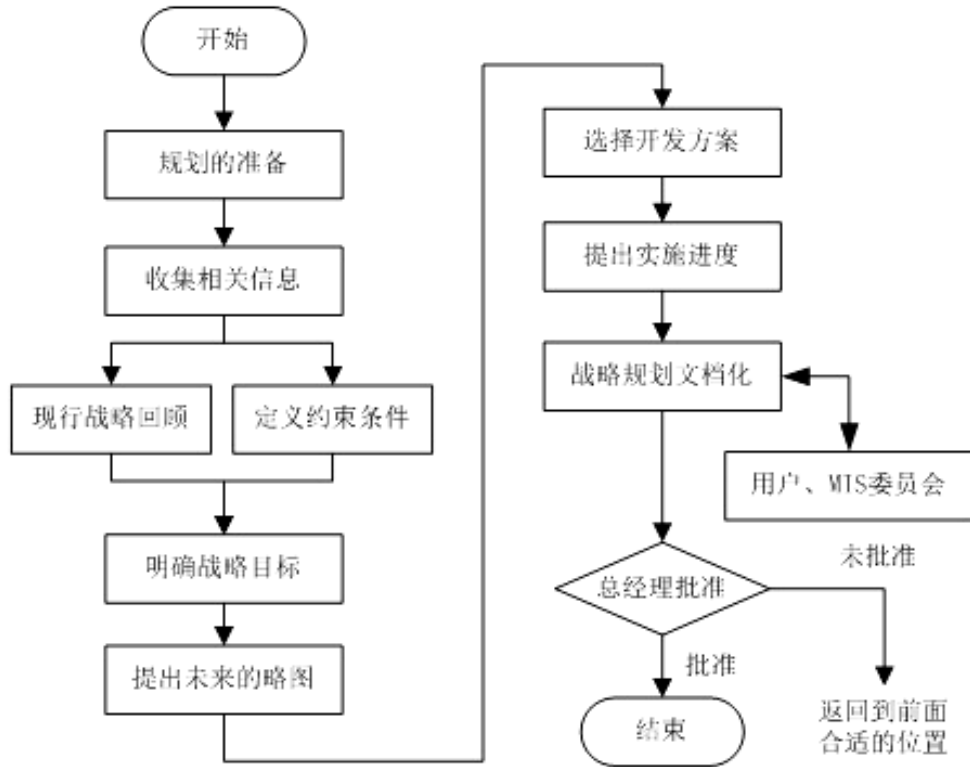 开始
规划的准备
收集相关信息
现行战略回顾
定义约束条件
明确战略目标
提出未来的略图
选择开发方案
提出实施进度
战略规划文档化
用户、MIS委员会
总经理批准
未批准
批准
结束
返回到前面
合适的位置